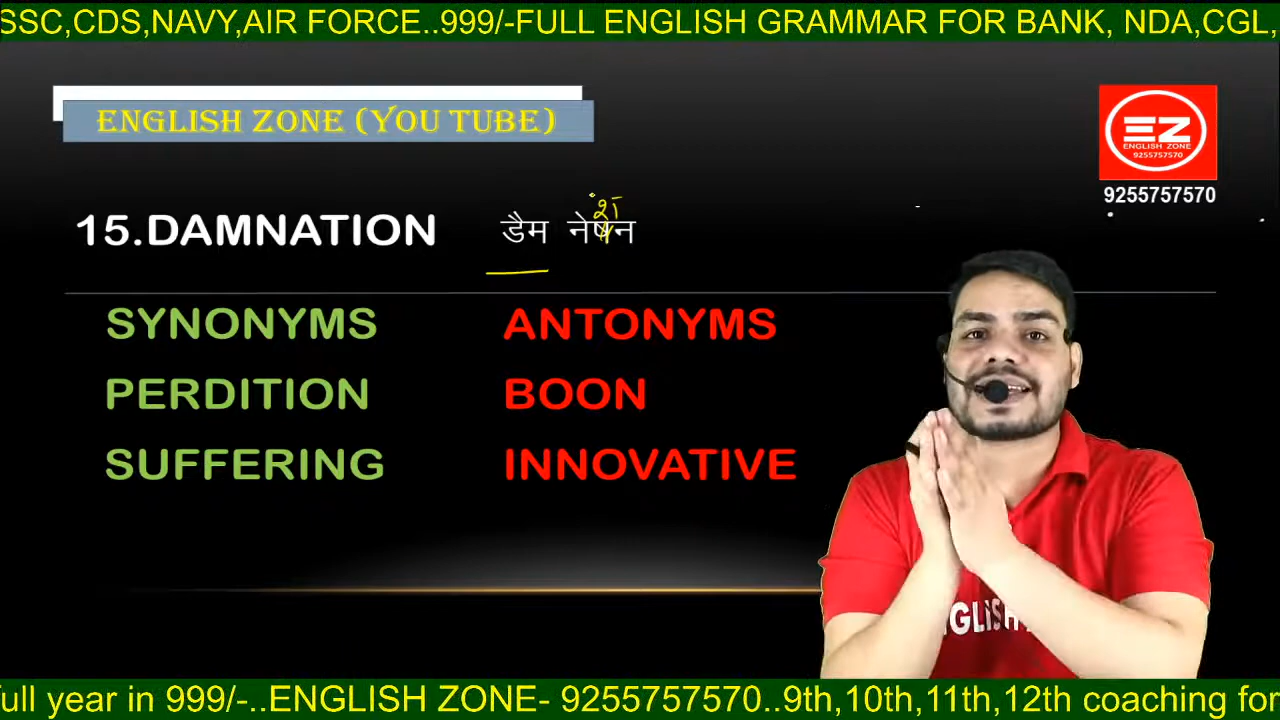 SSC,CDS,NAVY,AIR FORCE..999/-FULL ENGLISH GRAMMAR FOR BANK, NDA,CGL,
ENGLISH ZONE (YOU TUBE)
EZ
ENGLISH ZONE
9255757570
9255757570
15.DAMNATION डैम नेषन
शा
SYNONYMS ANTONYMS
PERDITION BOON
SUFFERING INNOVATIVE
full year in 999/-..ENGLISH ZONE- 9255757570..9th,10th,11th,12th coaching for